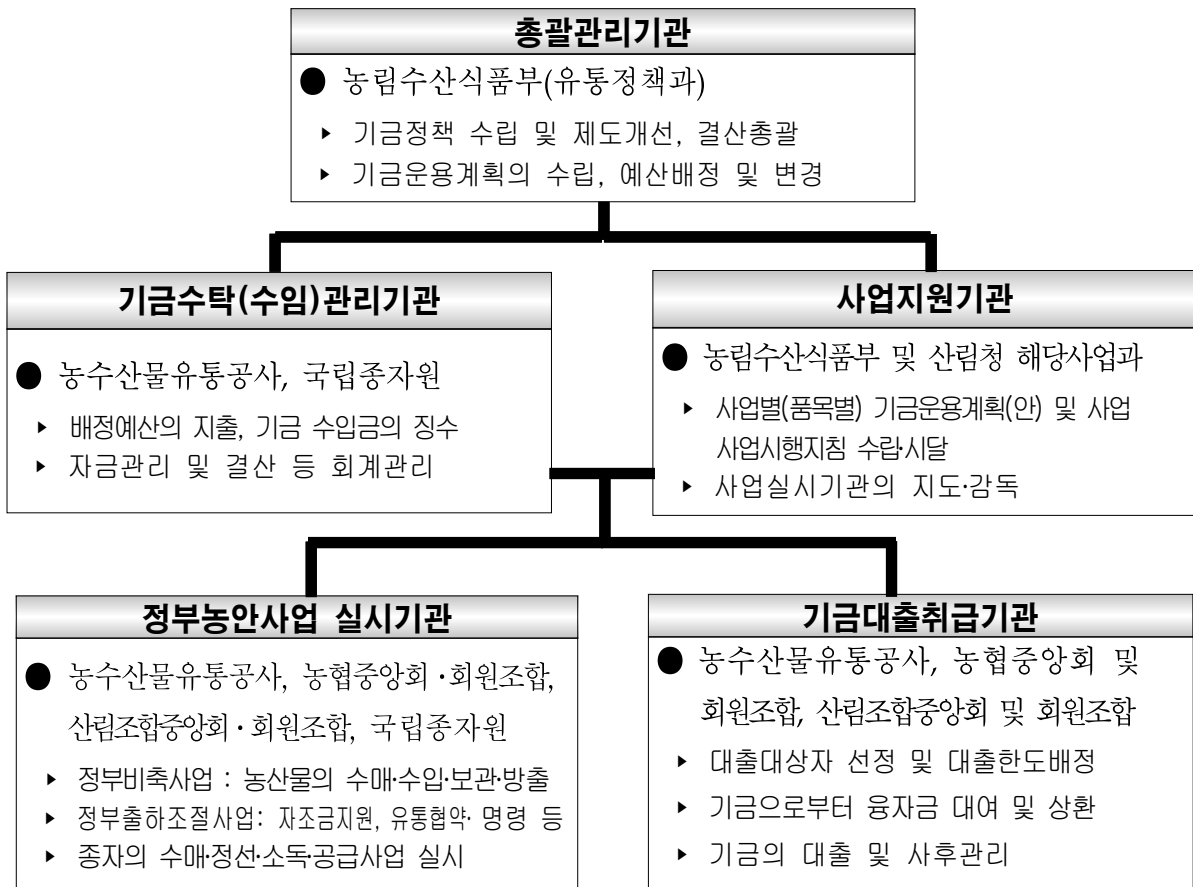 총괄관리기관
● 농림수산식품부(유통정책과)
▸ 기금정책 수립 및 제도개선, 결산총괄
▸ 기금운용계획의 수립, 예산배정 및 변경
기금수탁(수임)관리기관
● 농수산물유통공사, 국립종자원
▸ 배정예산의 지출, 기금 수입금의 징수
▸ 자금관리 및 결산 등 회계관리
사업지원기관
● 농림수산식품부 및 산림청 해당사업과
▸ 사업별(품목별) 기금운용계획(안) 및 사업
사업시행지침 수립·시달
▸ 사업실시기관의 지도·감독
정부농안사업 실시기관
● 농수산물유통공사, 농협중앙회·회원조합,
산림조합중앙회·회원조합, 국립종자원
▸ 정부비축사업 : 농산물의 수매·수입·보관·방출
▸ 정부출하조절사업: 자조금지원, 유통협약· 명령 등
▸ 종자의 수매·정선·소독·공급사업 실시
기금대출취급기관
● 농수산물유통공사, 농협중앙회 및
회원조합, 산림조합중앙회 및 회원조합
▸ 대출대상자 선정 및 대출한도배정
▸ 기금으로부터 융자금 대여 및 상환
▸ 기금의 대출 및 사후관리